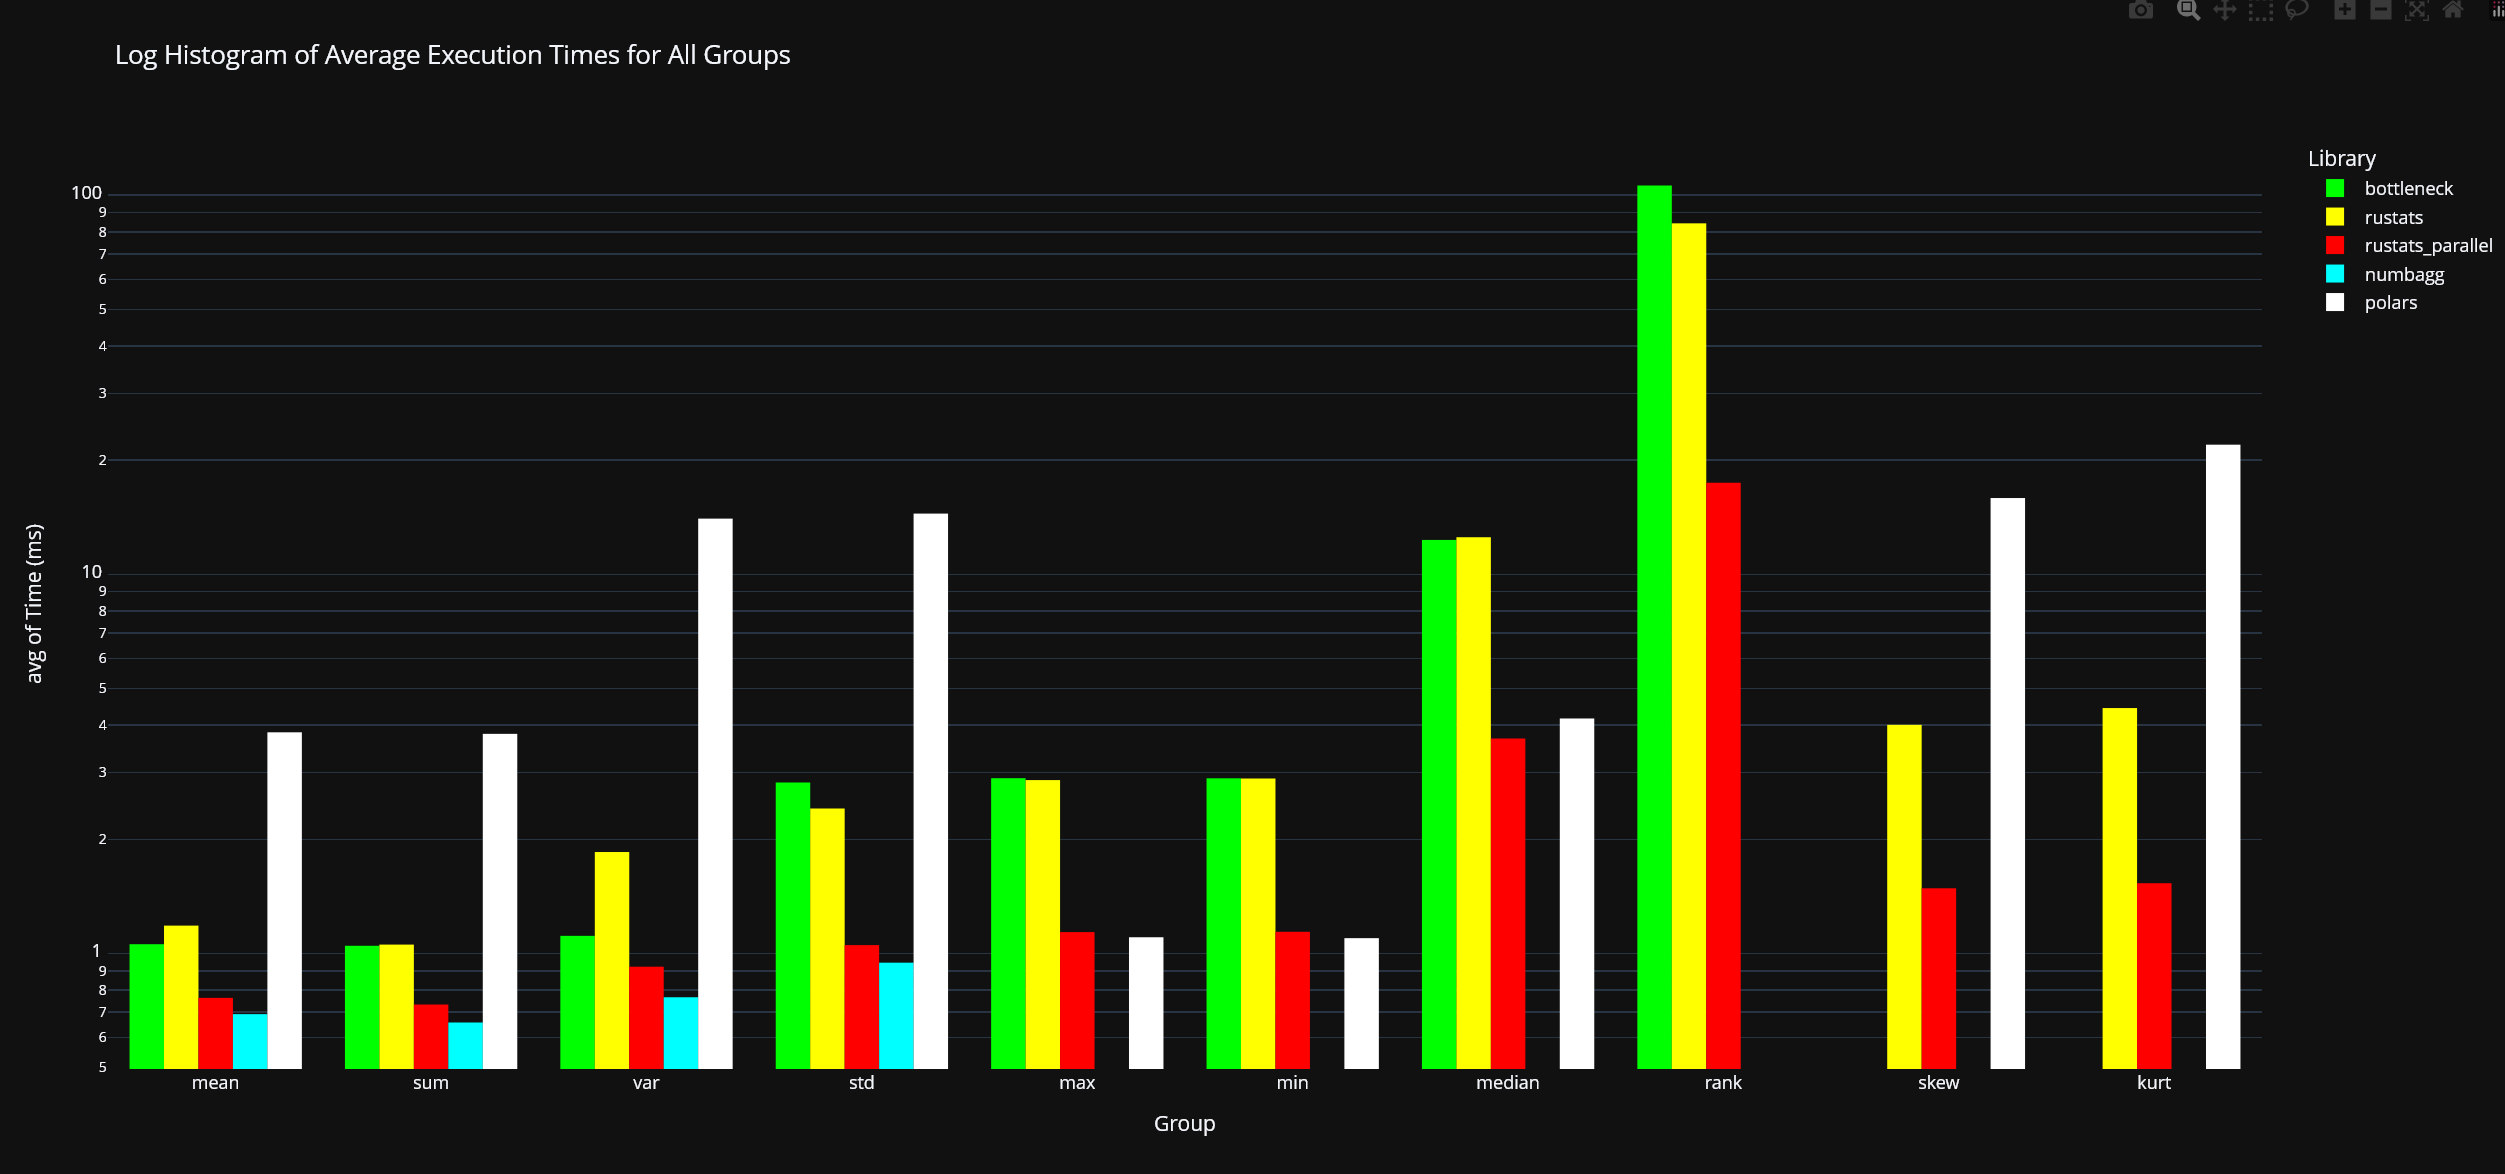 Log Histogram of Average Execution Times for All Groups
Library
bottleneck
rustats
rustats_parallel
numbagg
polars
100
9
8
7
6
5
4
3
2
10
9
8
7
6
5
4
3
2
1
9
8
7
6
5
avg of Time (ms)
mean sum var std max min median rank skew kurt
Group